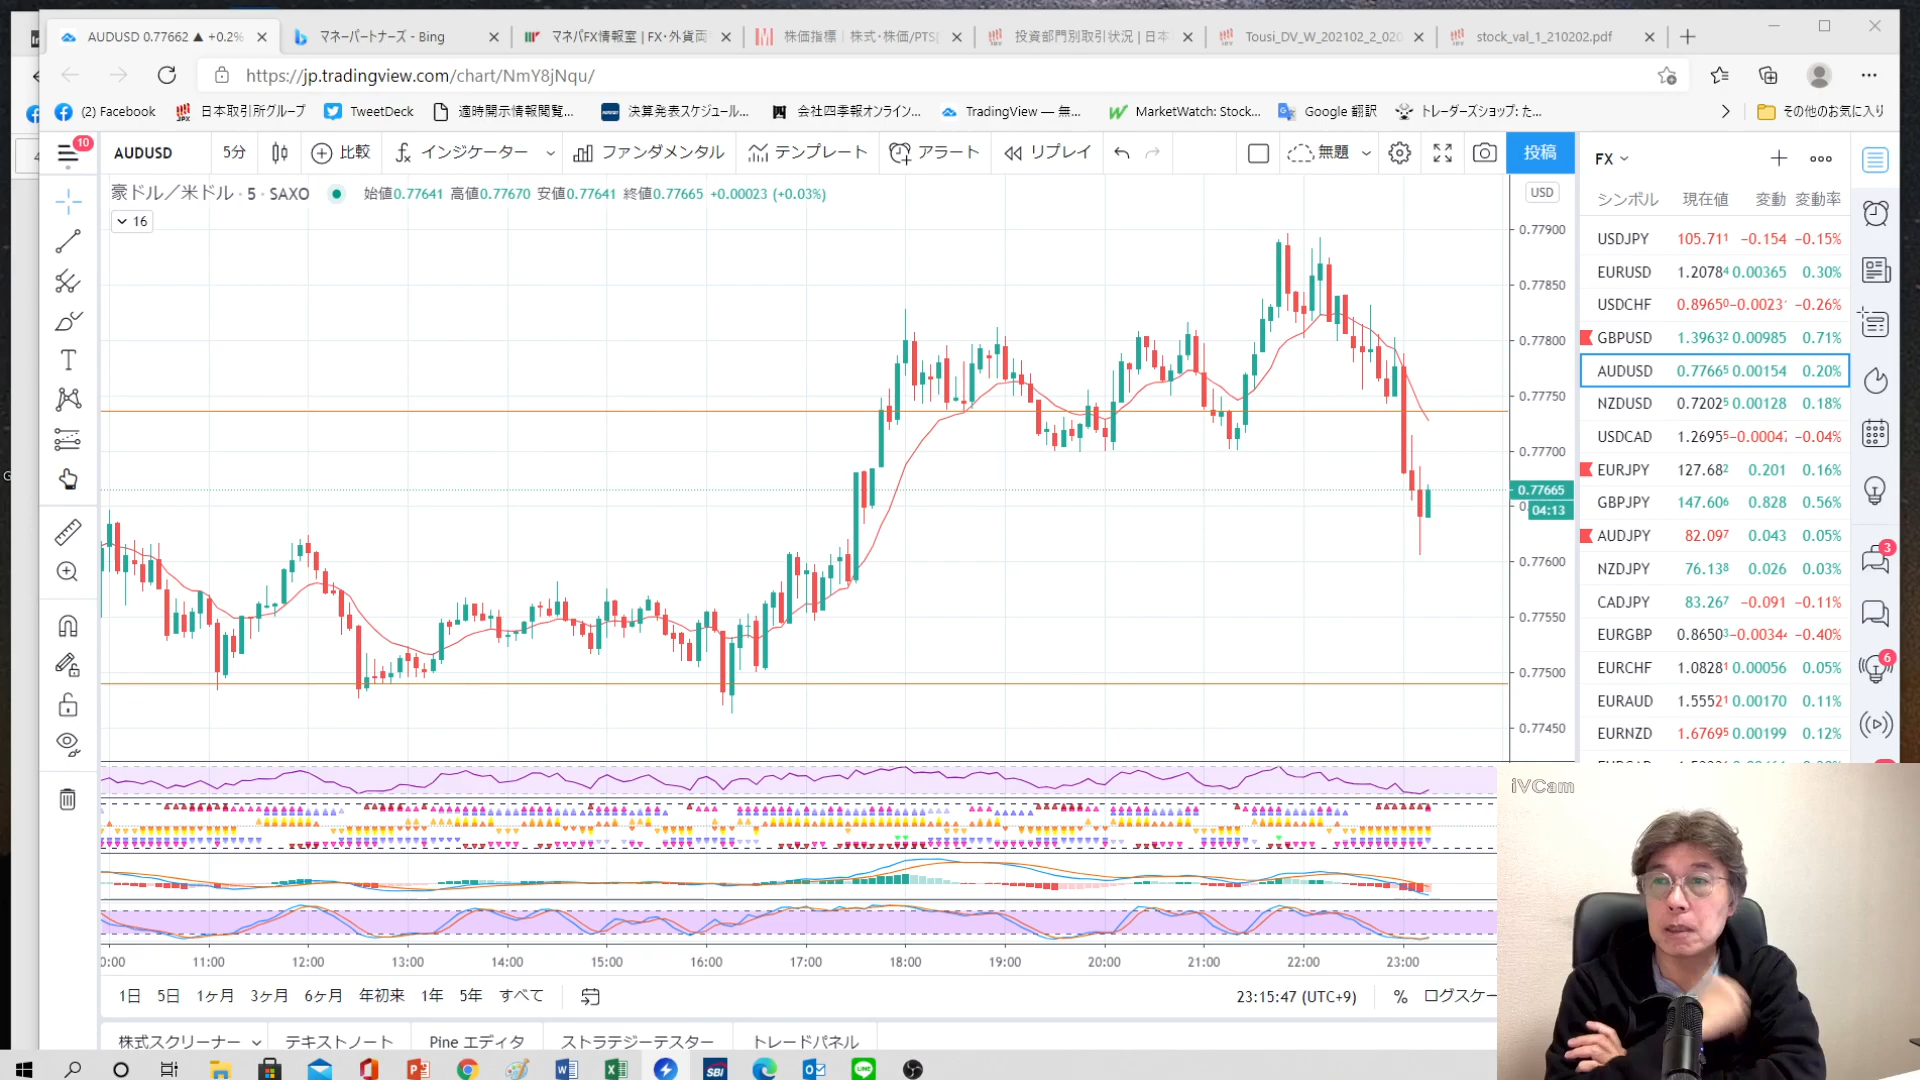 AUDUSD 0.77662 ▲ +0.2%
マネーパートナーズ - Bing
マネパFX情報室 | FX・外貨両
株価指標 | 株式・株価/PTS
投資部門別取引状況 | 日本
Tousi_DV_W_202102_2_020
stock_val_1_210202.pdf
https://jp.tradingview.com/chart/NmY8jNqu/
(2) Facebook
日本取引所グループ
TweetDeck
適時開示情報閲覧...
決算発表スケジュール...
会社四季報オンライン...
TradingView — 無...
MarketWatch: Stock...
Google 翻訳
トレーダーズショップ: た...
その他のお気に入り
10
AUDUSD
5分
比較
インジケーター
ファンダメンタル
テンプレート
アラート
リプレイ
無題
投稿
FX
豪ドル／米ドル · 5 · SAXO
始値0.77641 高値0.77670 安値0.77641 終値0.77665 +0.00023 (+0.03%)
16
USD
シンボル 現在値 変動 変動率
USDJPY 105.711 −0.154 −0.15%
EURUSD 1.20784 0.00365 0.30%
USDCHF 0.89650 −0.0023 −0.26%
GBPUSD 1.39632 0.00985 0.71%
AUDUSD 0.77665 0.00154 0.20%
NZDUSD 0.72025 0.00128 0.18%
USDCAD 1.26955 −0.0004 −0.04%
EURJPY 127.682 0.201 0.16%
GBPJPY 147.606 0.828 0.56%
AUDJPY 82.097 0.043 0.05%
NZDJPY 76.138 0.026 0.03%
CADJPY 83.267 −0.091 −0.11%
EURGBP 0.86503 −0.0034 −0.40%
EURCHF 1.08281 0.00056 0.05%
EURAUD 1.55521 0.00170 0.11%
EURNZD 1.67695 0.00199 0.12%
3
6
0.77900
0.77850
0.77800
0.77750
0.77700
0.77665
04:13
0.77600
0.77550
0.77500
0.77450
iVCam
0:00 11:00 12:00 13:00 14:00 15:00 16:00 17:00 18:00 19:00 20:00 21:00 22:00 23:00
1日 5日 1ヶ月 3ヶ月 6ヶ月 年初来 1年 5年 すべて
23:15:47 (UTC+9)
%
ログスケー
株式スクリーナー
テキストノート
Pine エディタ
ストラテジーテスター
トレードパネル
SBI
LINE